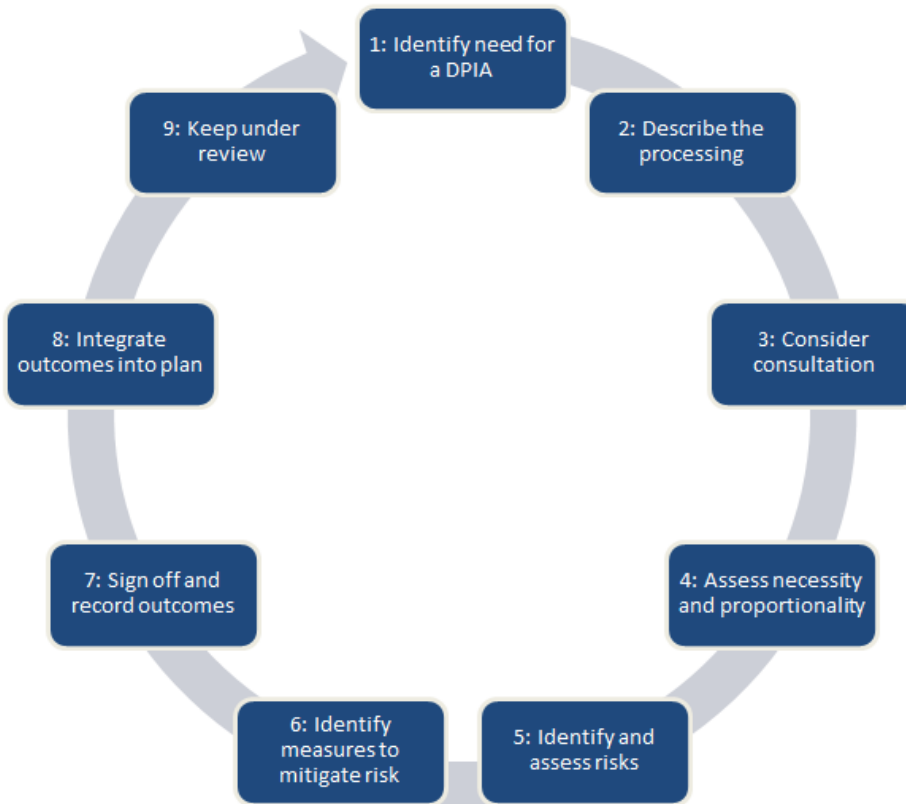 1: Identify need for
a DPIA
2: Describe the
processing
3: Consider
consultation
4: Assess necessity
and proportionality
5: Identify and
assess risks
6: Identify
measures to
mitigate risk
7: Sign off and
record outcomes
8: Integrate
outcomes into plan
9: Keep under
review